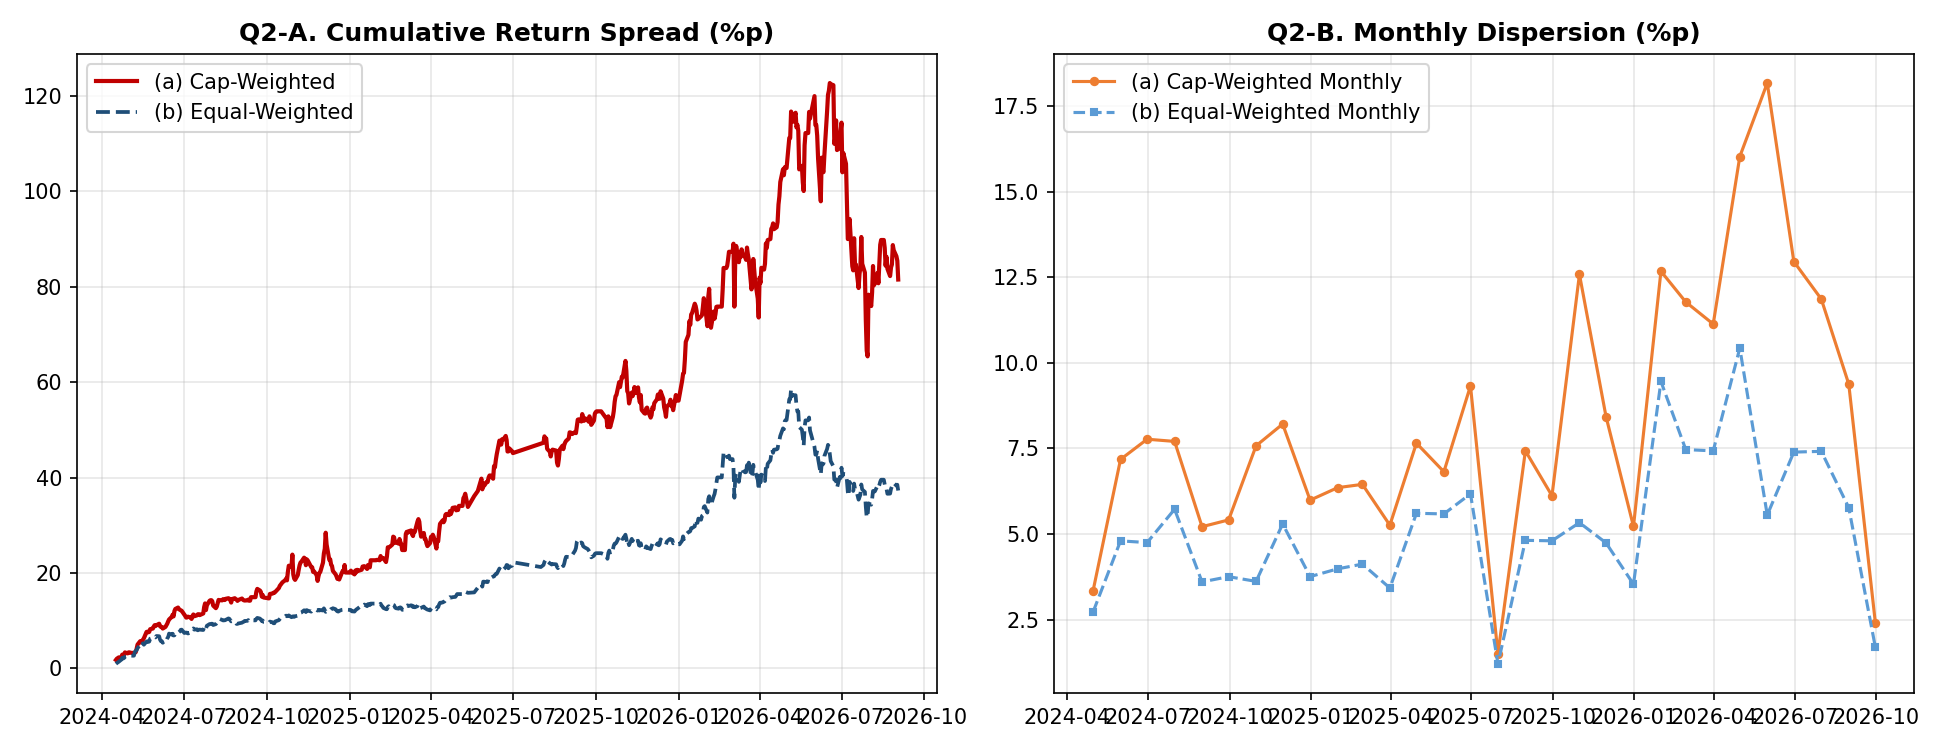 Q2-A. Cumulative Return Spread (%p)
(a) Cap-Weighted
(b) Equal-Weighted
120
100
80
60
40
20
0
2024-04 2024-07 2024-10 2025-01 2025-04 2025-07 2025-10 2026-01 2026-04 2026-07 2026-10
Q2-B. Monthly Dispersion (%p)
(a) Cap-Weighted Monthly
(b) Equal-Weighted Monthly
17.5
15.0
12.5
10.0
7.5
5.0
2.5
2024-04 2024-07 2024-10 2025-01 2025-04 2025-07 2025-10 2026-01 2026-04 2026-07 2026-10